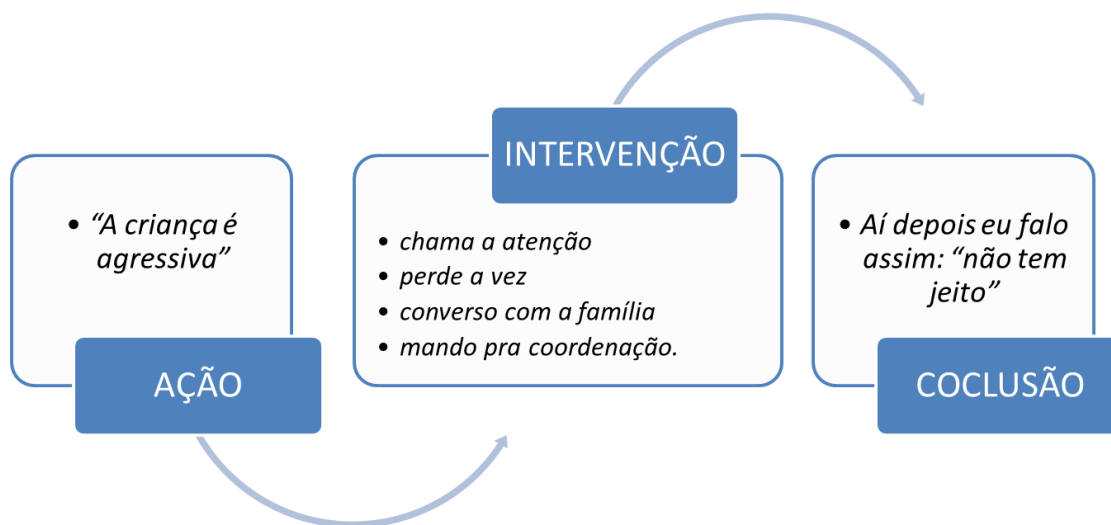 • “A criança é
agressiva”
AÇÃO
INTERVENÇÃO
• chama a atenção
• perde a vez
• converso com a família
• mando pra coordenação.
• Aí depois eu falo
assim: “não tem
jeito”
COCLUSÃO